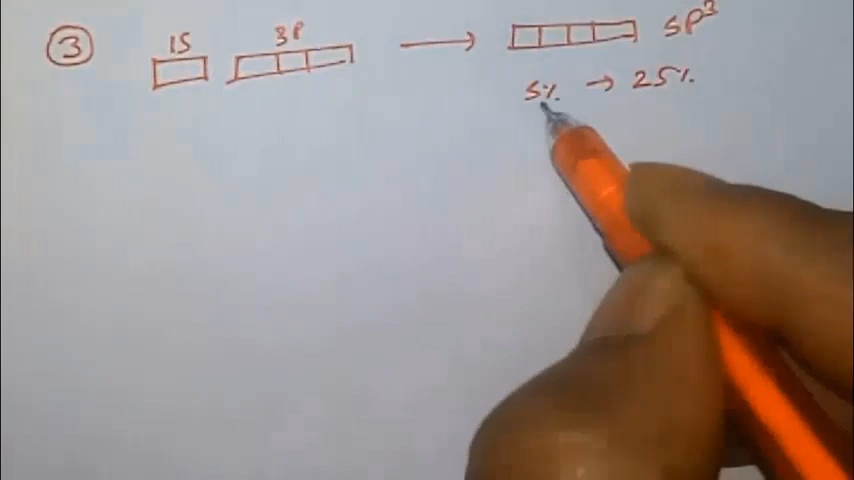 ③ 1S 3P → SP³
S% → 25%